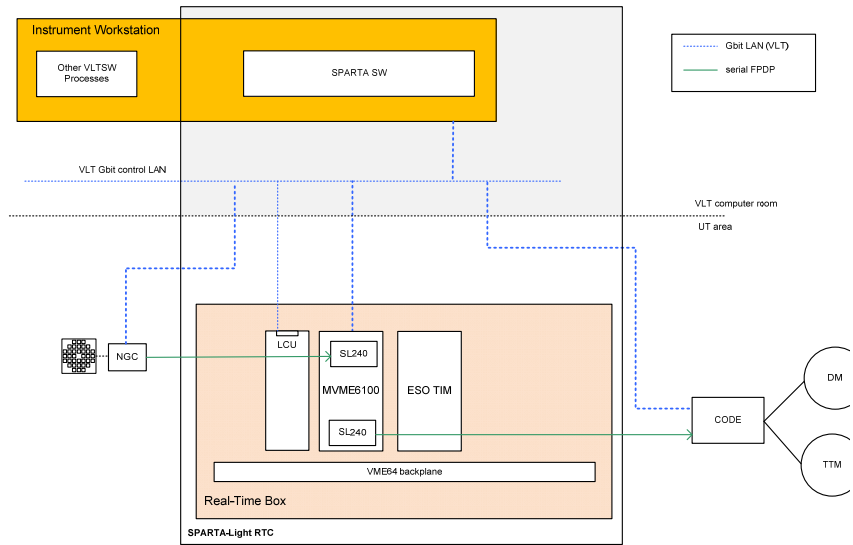 Instrument Workstation
Other VLTSW
Processes
SPARTA SW
Gbit LAN (VLT)
serial FPDP
VLT Gbit control LAN
VLT computer room
UT area
NGC
LCU
SL240
MVME6100
ESO TIM
SL240
VME64 backplane
Real-Time Box
SPARTA-Light RTC
CODE
DM
TTM